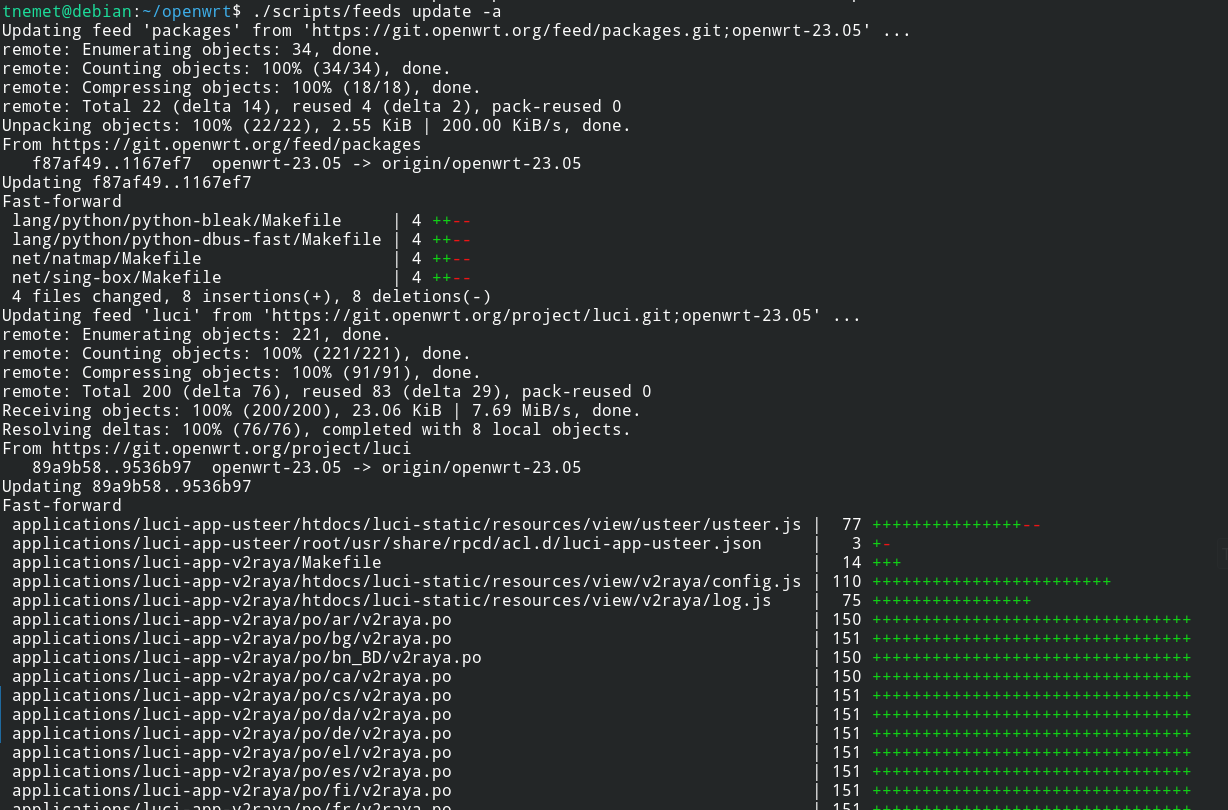 tnemet@debian:~/openwrt$ ./scripts/feeds update -a
Updating feed 'packages' from 'https://git.openwrt.org/feed/packages.git;openwrt-23.05' ...
remote: Enumerating objects: 34, done.
remote: Counting objects: 100% (34/34), done.
remote: Compressing objects: 100% (18/18), done.
remote: Total 22 (delta 14), reused 4 (delta 2), pack-reused 0
Unpacking objects: 100% (22/22), 2.55 KiB | 200.00 KiB/s, done.
From https://git.openwrt.org/feed/packages
   f87af49..1167ef7  openwrt-23.05 -> origin/openwrt-23.05
Updating f87af49..1167ef7
Fast-forward
 lang/python/python-bleak/Makefile     | 4 ++--
 lang/python/python-dbus-fast/Makefile | 4 ++--
 net/natmap/Makefile                   | 4 ++--
 net/sing-box/Makefile                 | 4 ++--
 4 files changed, 8 insertions(+), 8 deletions(-)
Updating feed 'luci' from 'https://git.openwrt.org/project/luci.git;openwrt-23.05' ...
remote: Enumerating objects: 221, done.
remote: Counting objects: 100% (221/221), done.
remote: Compressing objects: 100% (91/91), done.
remote: Total 200 (delta 76), reused 83 (delta 29), pack-reused 0
Receiving objects: 100% (200/200), 23.06 KiB | 7.69 MiB/s, done.
Resolving deltas: 100% (76/76), completed with 8 local objects.
From https://git.openwrt.org/project/luci
   89a9b58..9536b97  openwrt-23.05 -> origin/openwrt-23.05
Updating 89a9b58..9536b97
Fast-forward
 applications/luci-app-usteer/htdocs/luci-static/resources/view/usteer/usteer.js |  77 +++++++++++++++--
 applications/luci-app-usteer/root/usr/share/rpcd/acl.d/luci-app-usteer.json     |   3 +-
 applications/luci-app-v2raya/Makefile                                           |  14 +++
 applications/luci-app-v2raya/htdocs/luci-static/resources/view/v2raya/config.js | 110 ++++++++++++++++++++++++
 applications/luci-app-v2raya/htdocs/luci-static/resources/view/v2raya/log.js    |  75 ++++++++++++++++
 applications/luci-app-v2raya/po/ar/v2raya.po                                    | 150 ++++++++++++++++++++++++++++++++
 applications/luci-app-v2raya/po/bg/v2raya.po                                    | 151 ++++++++++++++++++++++++++++++++
 applications/luci-app-v2raya/po/bn_BD/v2raya.po                                 | 150 ++++++++++++++++++++++++++++++++
 applications/luci-app-v2raya/po/ca/v2raya.po                                    | 150 ++++++++++++++++++++++++++++++++
 applications/luci-app-v2raya/po/cs/v2raya.po                                    | 151 ++++++++++++++++++++++++++++++++
 applications/luci-app-v2raya/po/da/v2raya.po                                    | 151 ++++++++++++++++++++++++++++++++
 applications/luci-app-v2raya/po/de/v2raya.po                                    | 151 ++++++++++++++++++++++++++++++++
 applications/luci-app-v2raya/po/el/v2raya.po                                    | 151 ++++++++++++++++++++++++++++++++
 applications/luci-app-v2raya/po/es/v2raya.po                                    | 151 ++++++++++++++++++++++++++++++++
 applications/luci-app-v2raya/po/fi/v2raya.po                                    | 151 ++++++++++++++++++++++++++++++++
 applications/luci-app-v2raya/po/fr/v2raya.po                                    | 151 ++++++++++++++++++++++++++++++++